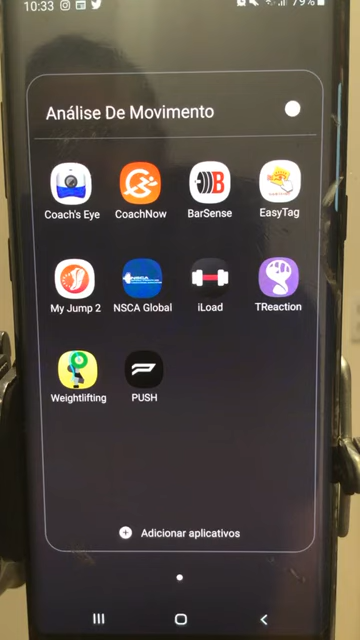 10:33 79%
Análise De Movimento
Coach's Eye CoachNow BarSense EasyTag
My Jump 2 NSCA Global iLoad TReaction
Weightlifting PUSH
Adicionar aplicativos